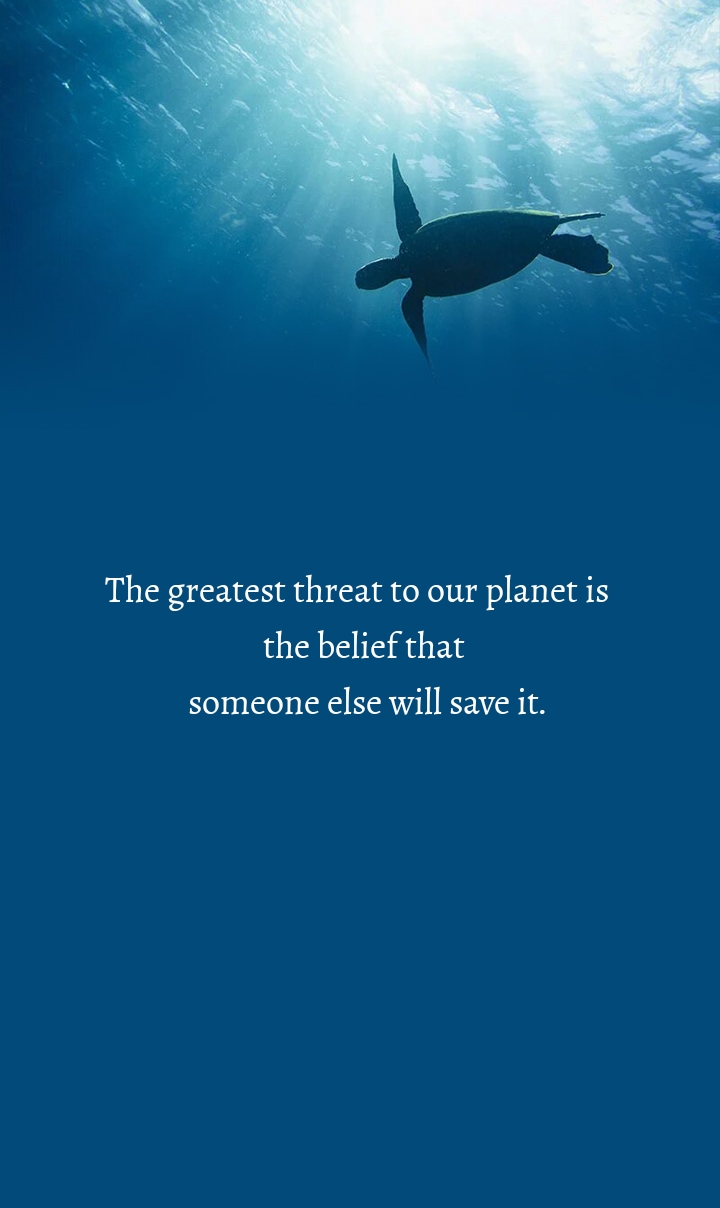 The greatest threat to our planet is
the belief that
someone else will save it.